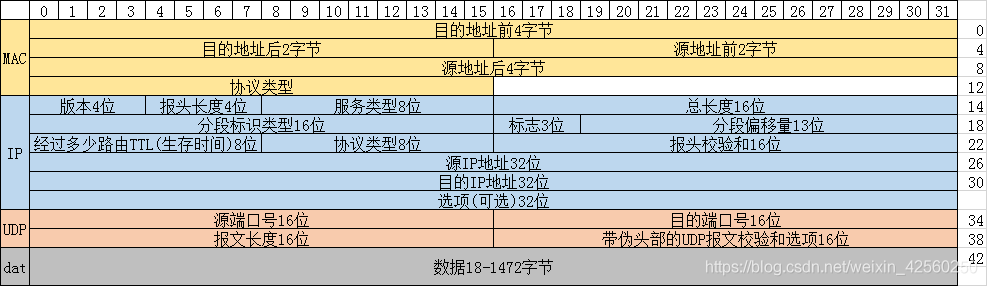 0 1 2 3 4 5 6 7 8 9 10 11 12 13 14 15 16 17 18 19 20 21 22 23 24 25 26 27 28 29 30 31
MAC
目的地址前4字节 0
目的地址后2字节 源地址前2字节 4
源地址后4字节 8
协议类型 12
IP
版本4位 报头长度4位 服务类型8位 总长度16位 14
分段标识类型16位 标志3位 分段偏移量13位 18
经过多少路由TTL(生存时间)8位 协议类型8位 报头校验和16位 22
源IP地址32位 26
目的IP地址32位 30
选项(可选)32位
UDP
源端口号16位 目的端口号16位 34
报文长度16位 带伪头部的UDP报文校验和选项16位 38
dat
数据18-1472字节 42